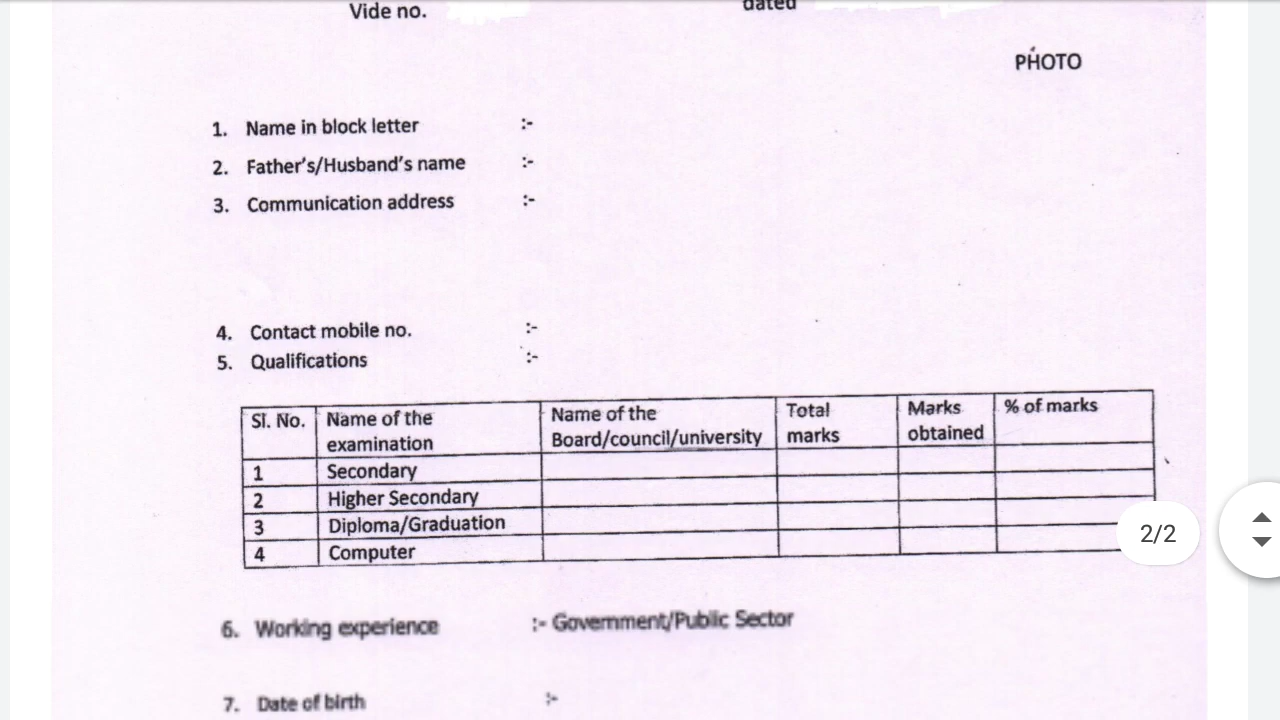 Vide no.
dated
PHOTO
1. Name in block letter :-
2. Father's/Husband's name :-
3. Communication address :-
4. Contact mobile no. :-
5. Qualifications :-
Sl. No. Name of the examination Name of the Board/council/university Total marks Marks obtained % of marks
1 Secondary
2 Higher Secondary
3 Diploma/Graduation
4 Computer
2/2
6. Working experience :- Government/Public Sector
7. Date of birth :-